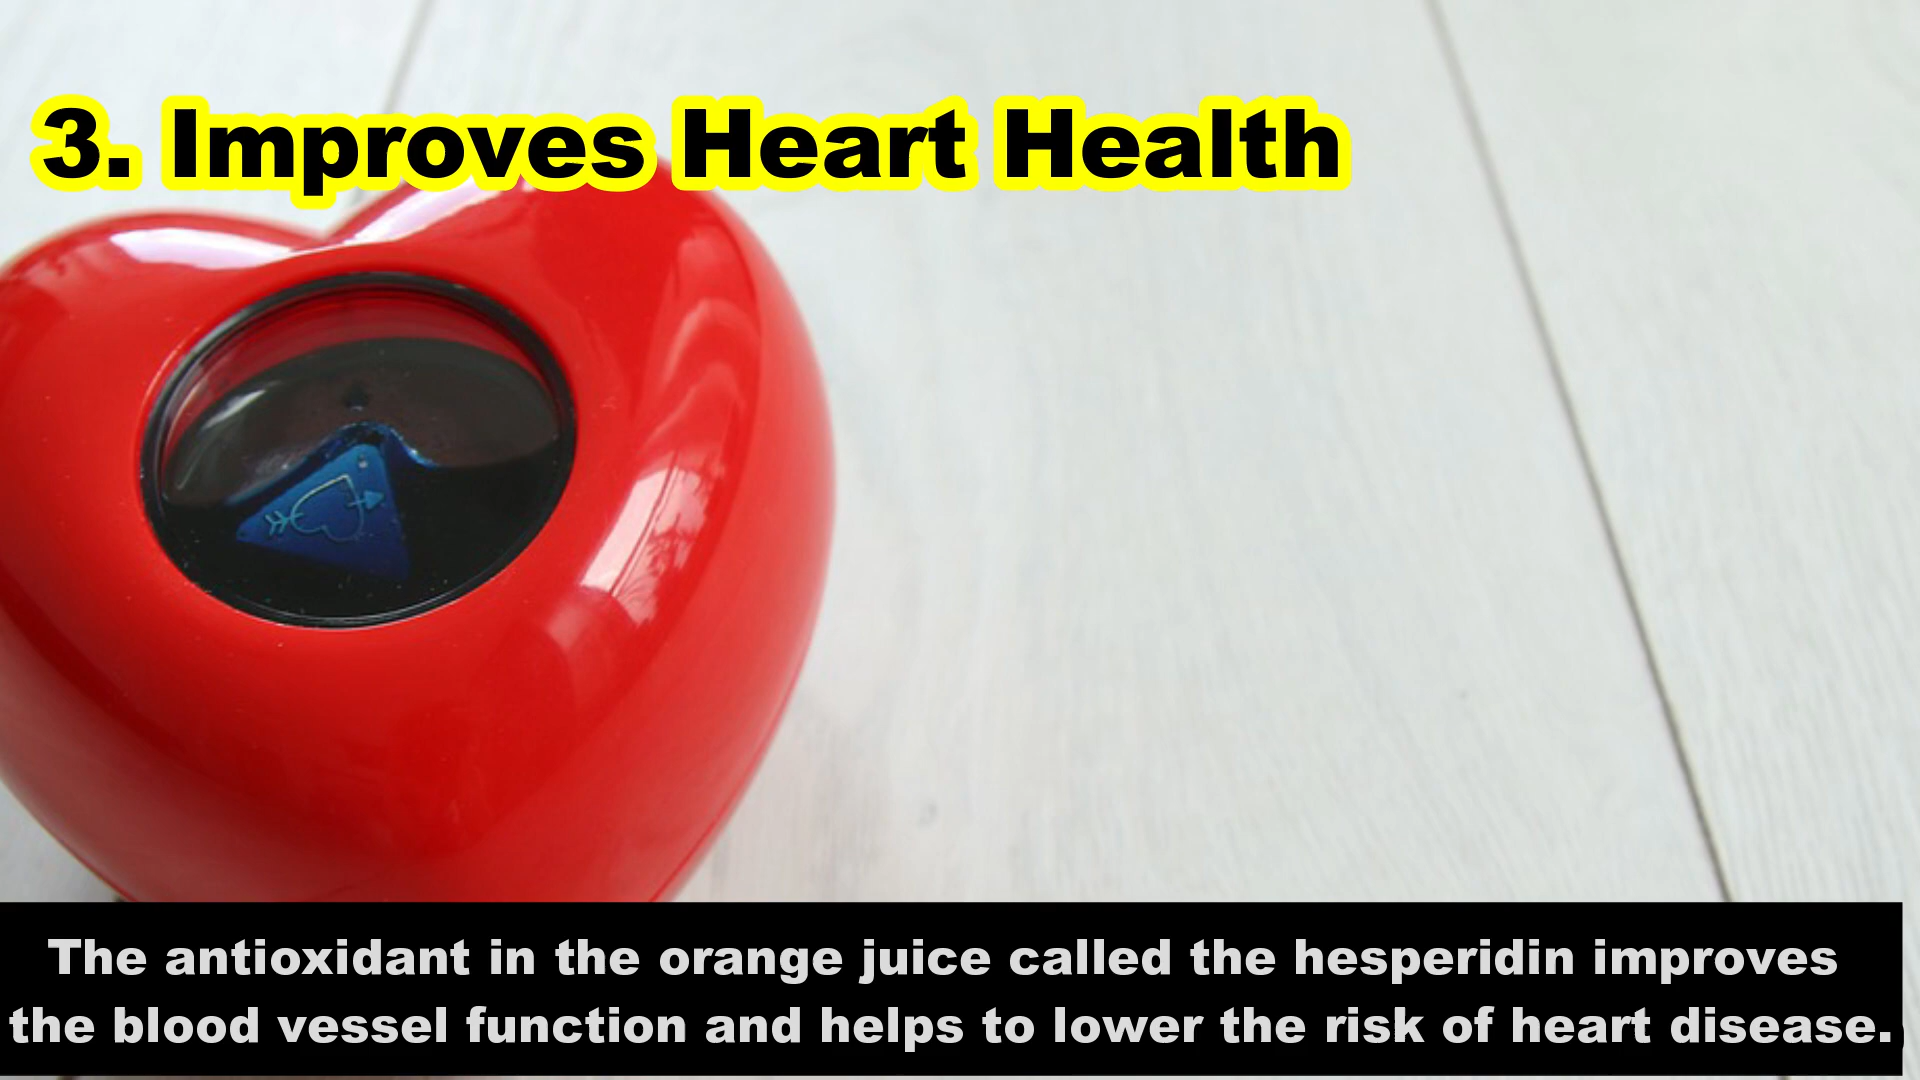 3. Improves Heart Health
The antioxidant in the orange juice called the hesperidin improves
the blood vessel function and helps to lower the risk of heart disease.